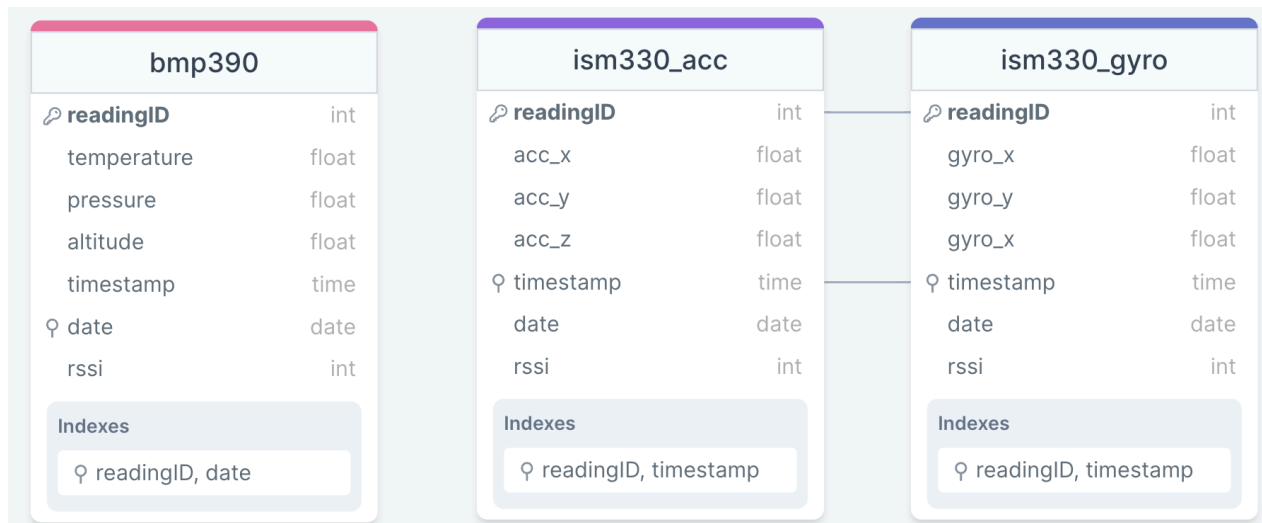 bmp390
readingID int
temperature float
pressure float
altitude float
timestamp time
date date
rssi int
Indexes
readingID, date
ism330_acc
readingID int
acc_x float
acc_y float
acc_z float
timestamp time
date date
rssi int
Indexes
readingID, timestamp
ism330_gyro
readingID int
gyro_x float
gyro_y float
gyro_x float
timestamp time
date date
rssi int
Indexes
readingID, timestamp